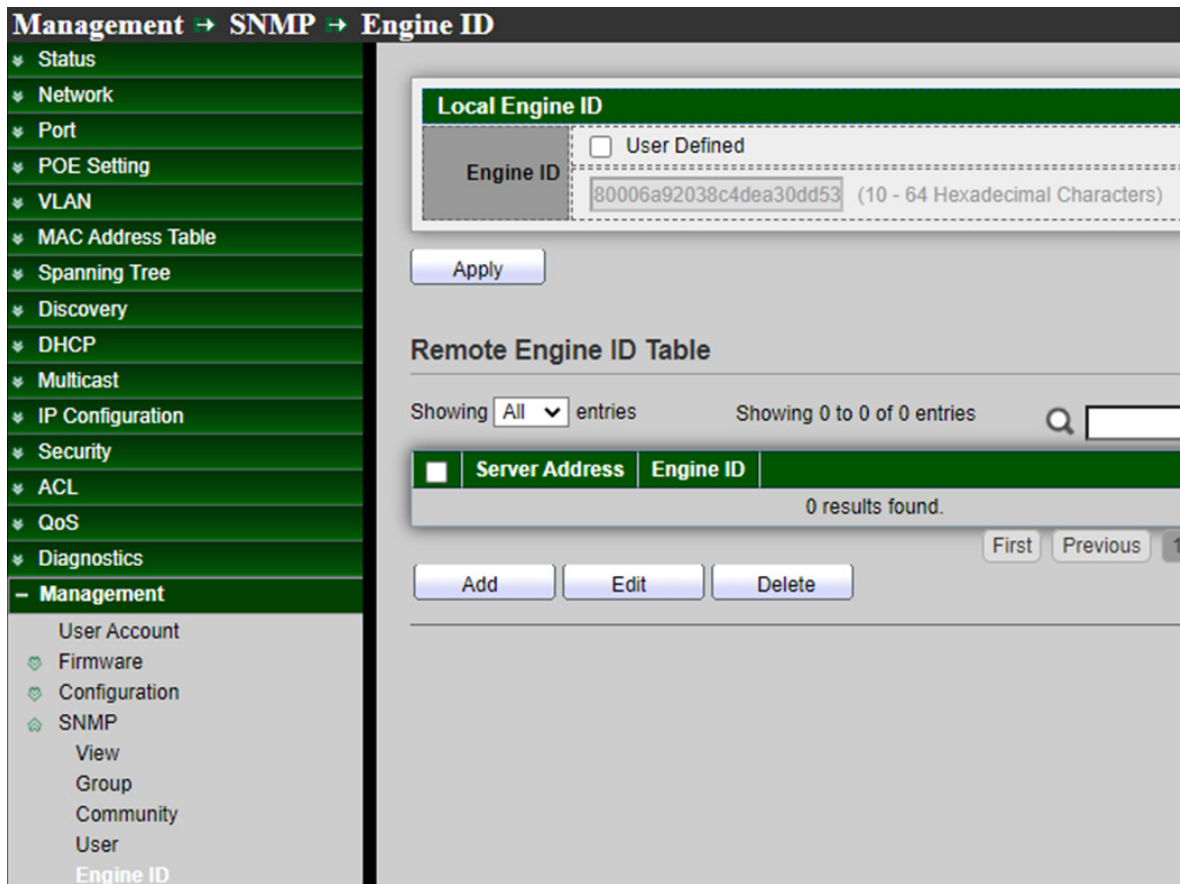 Management → SNMP → Engine ID
Status
Network
Port
POE Setting
VLAN
MAC Address Table
Spanning Tree
Discovery
DHCP
Multicast
IP Configuration
Security
ACL
QoS
Diagnostics
Management
User Account
Firmware
Configuration
SNMP
View
Group
Community
User
Engine ID
Local Engine ID
Engine ID
User Defined
80006a92038c4dea30dd53 (10 - 64 Hexadecimal Characters)
Apply
Remote Engine ID Table
Showing All entries
Showing 0 to 0 of 0 entries
Server Address Engine ID
0 results found.
First Previous 1
Add Edit Delete